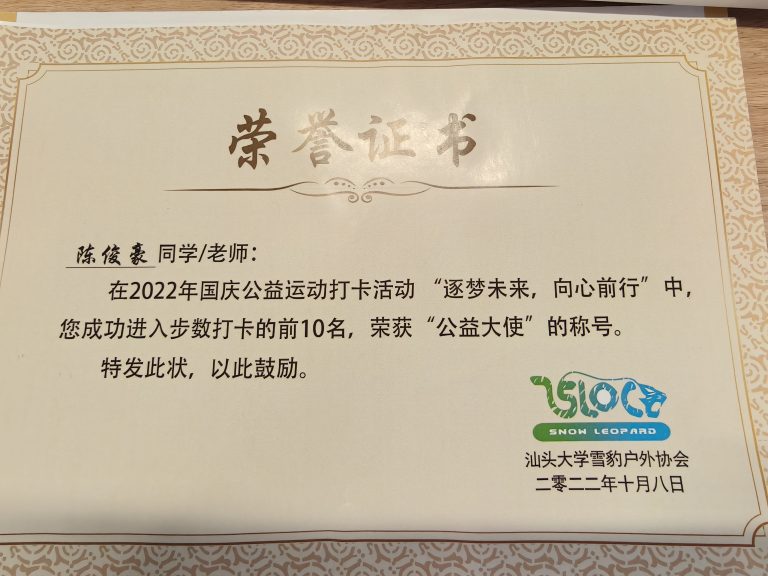 荣誉证书
陈俊豪 同学/老师：
在2022年国庆公益运动打卡活动“逐梦未来，向心前行”中，
您成功进入步数打卡的前10名，荣获“公益大使”的称号。
特发此状，以此鼓励。
SNOW LEOPARD
汕头大学雪豹户外协会
二零二二年十月八日